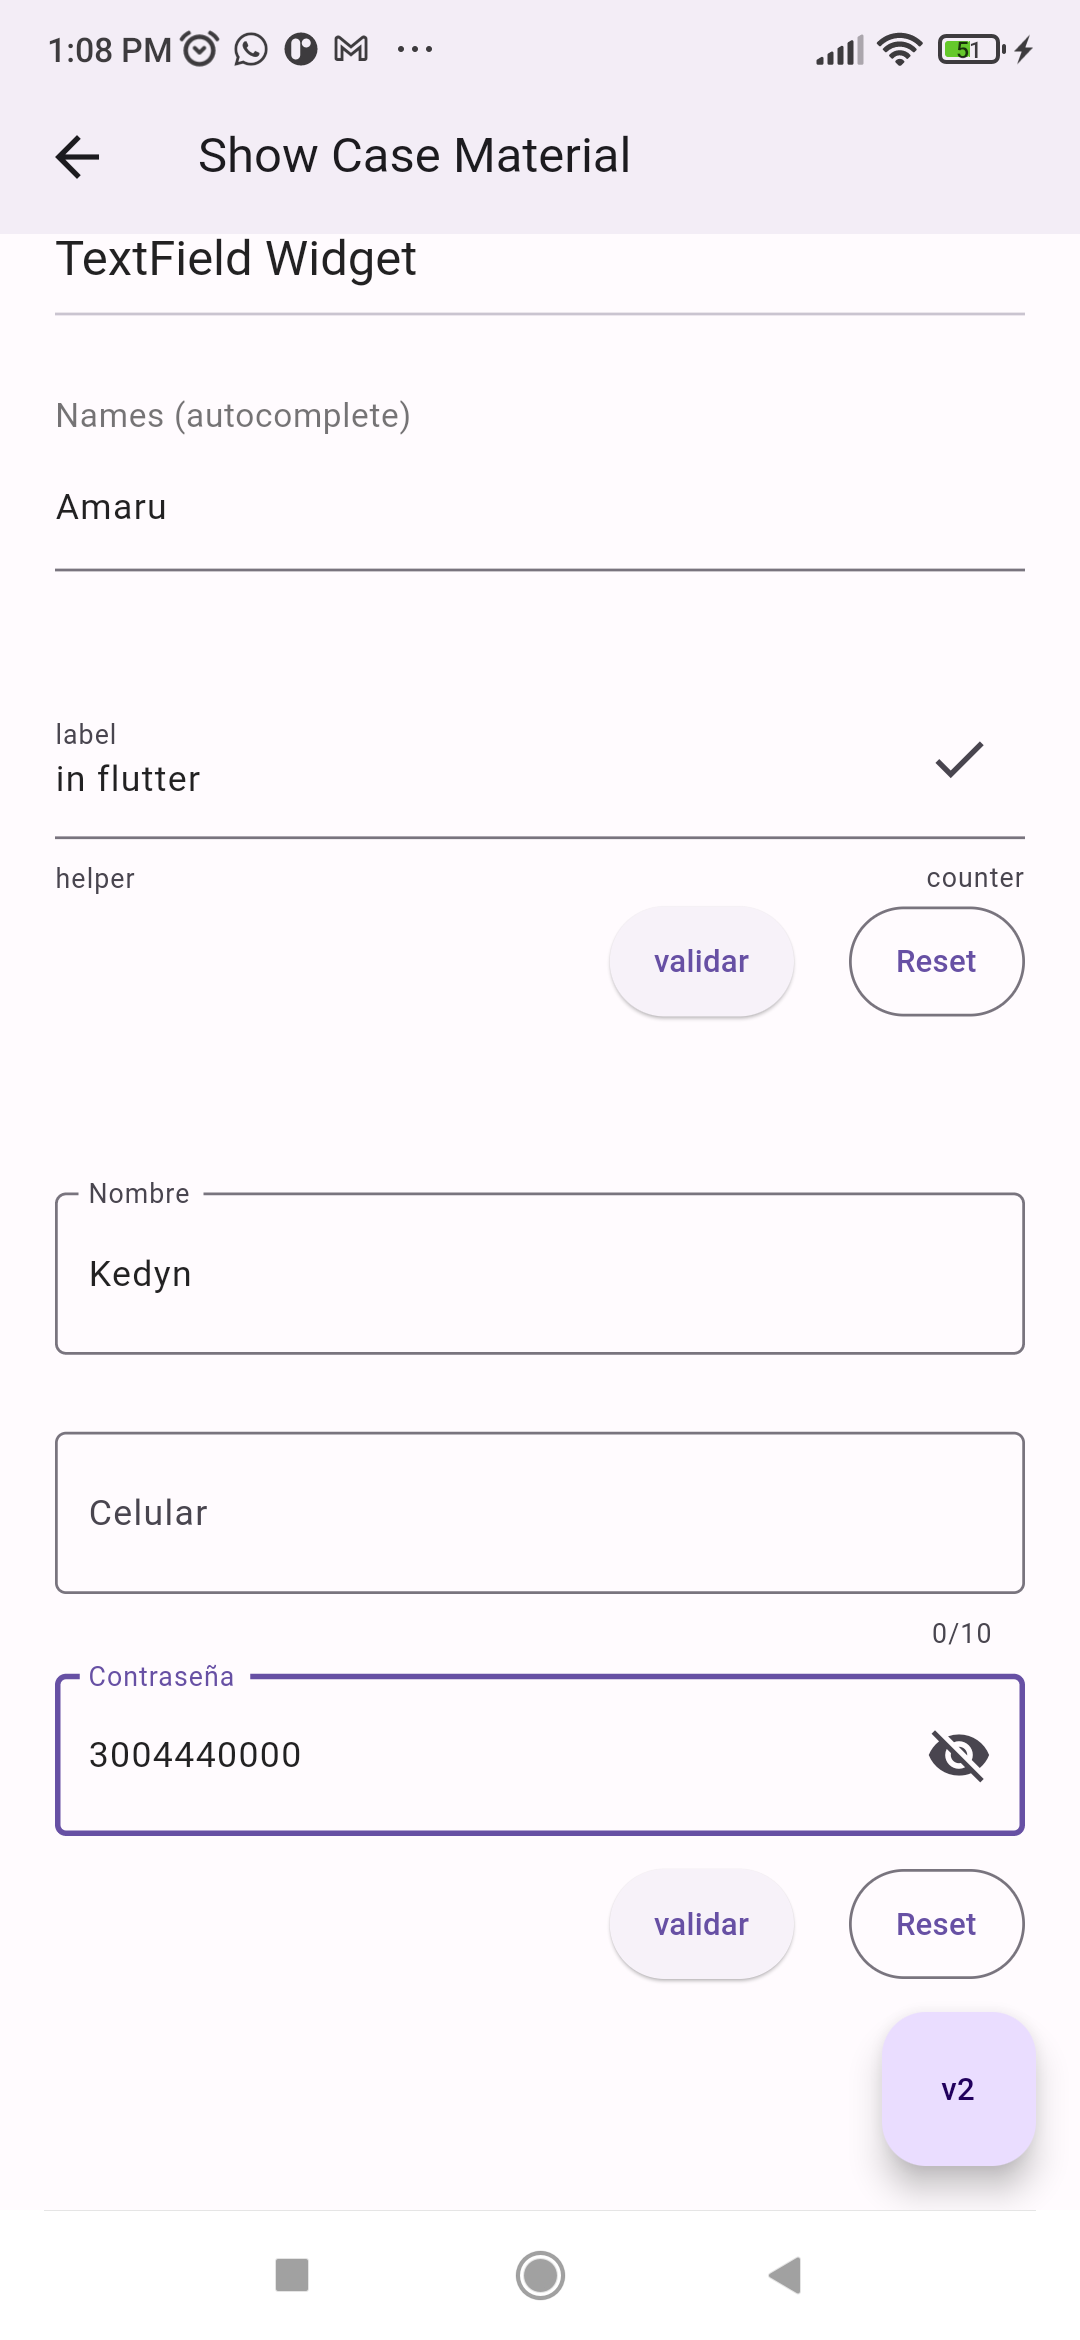 1:08 PM
51
Show Case Material
TextField Widget
Names (autocomplete)
Amaru
label
in flutter
helper
counter
validar
Reset
Nombre
Kedyn
Celular
0/10
Contraseña
3004440000
validar
Reset
v2